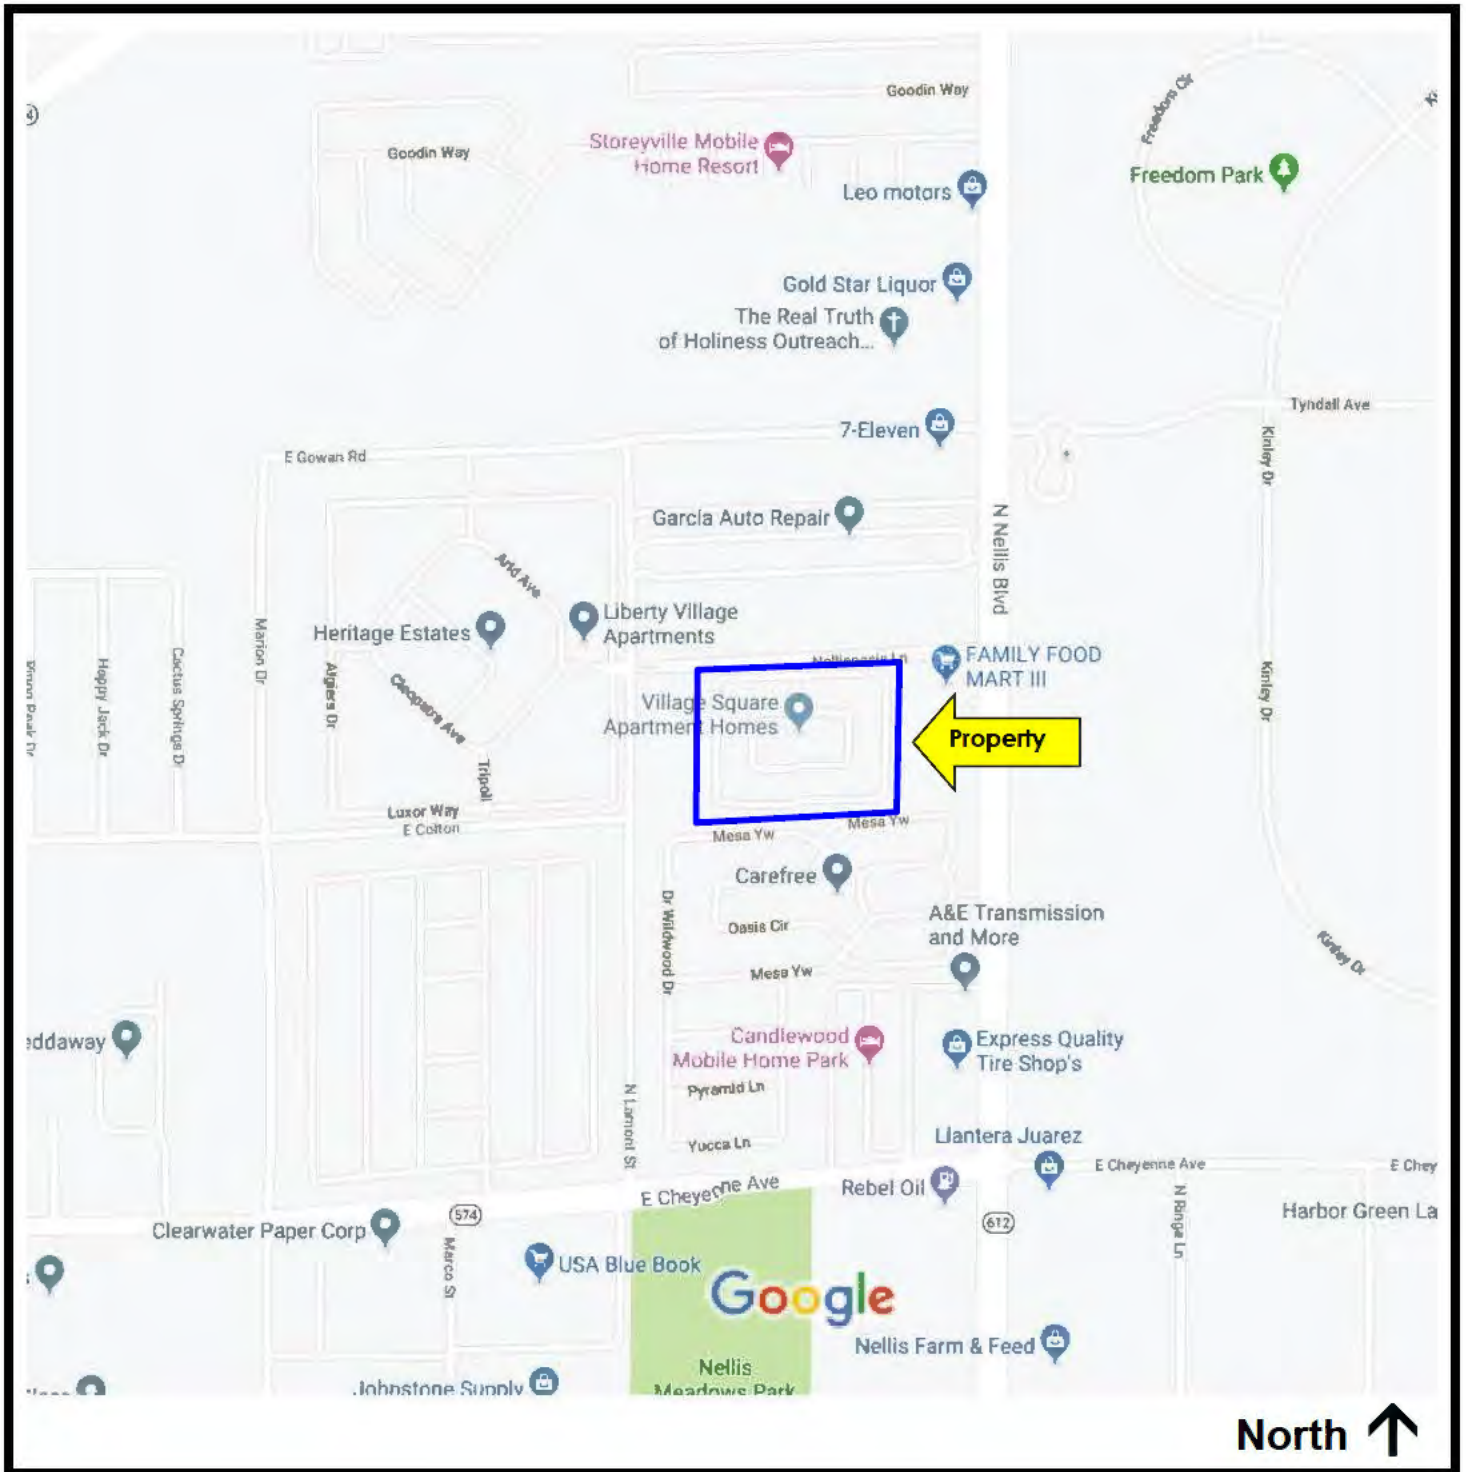 Goodin Way
Goodin Way
Storeyville Mobile
Home Resort
Leo motors
Freedom Cir
Freedom Park
Gold Star Liquor
The Real Truth
of Holiness Outreach...
Tyndall Ave
7-Eleven
E Gowan Rd
Kinley Dr
Garcia Auto Repair
N Nellis Blvd
Arid Ave
Liberty Village
Apartments
Heritage Estates
Marion Dr
Cactus Springs Dr
Happy Jack Dr
Algiers Dr
Cleopatra Ave
FAMILY FOOD
MART III
Kinley Dr
Village Square
Apartment Homes
Property
Tripoli
Luxor Way
E Colton
Mesa Yw
Mesa Yw
Carefree
Dr Wildwood Dr
Oasis Cir
A&E Transmission
and More
Mesa Yw
Kinley Dr
eddaway
Candlewood
Mobile Home Park
Express Quality
Tire Shop's
Pyramid Ln
N Lamont St
Yucca Ln
Llantera Juarez
E Cheyenne Ave
E Chey
E Cheyenne Ave
Rebel Oil
N Range Ln
Harbor Green La
574
612
Clearwater Paper Corp
Marco St
USA Blue Book
Google
Nellis Farm & Feed
Nellis
Meadows Park
Johnstone Supply
North